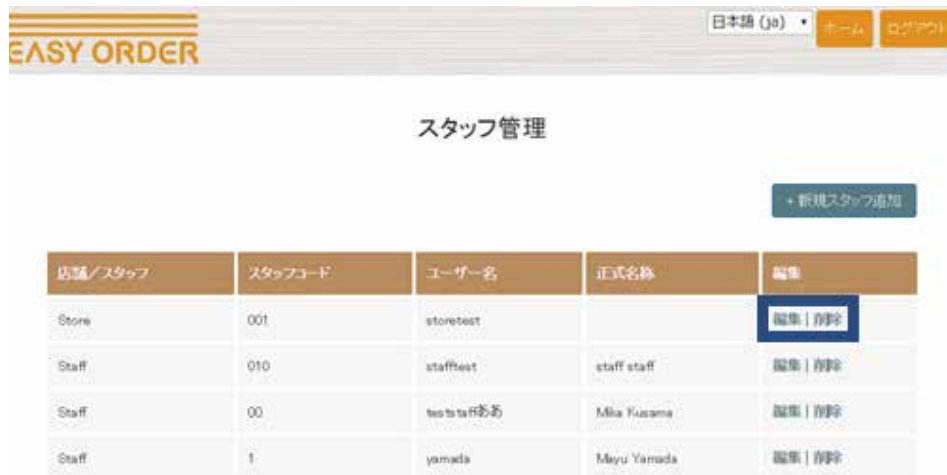 EASY ORDER
日本語 (ja)
ホーム
ログアウト
スタッフ管理
+ 新規スタッフ追加
店舗／スタッフ スタッフコード ユーザー名 正式名称 編集
Store 001 storetest 編集 | 削除
Staff 010 stafftest staff staff 編集 | 削除
Staff 00 teststaffああ Mika Kusama 編集 | 削除
Staff 1 yamada Mayu Yamada 編集 | 削除